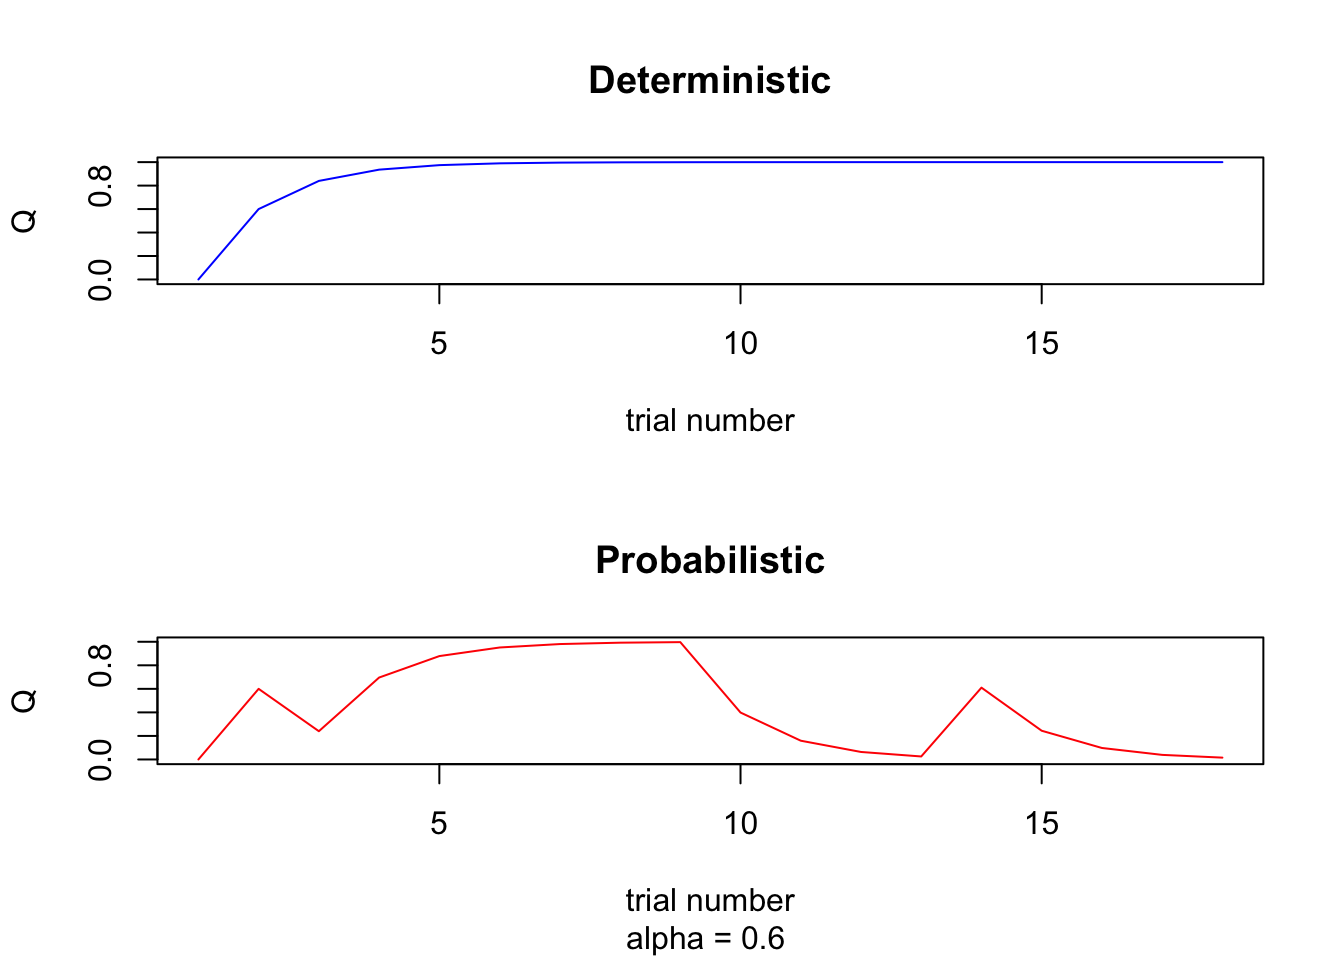 Deterministic
Q
0.8
0.0
5 10 15
trial number
Probabilistic
Q
0.8
0.0
5 10 15
trial number
alpha = 0.6